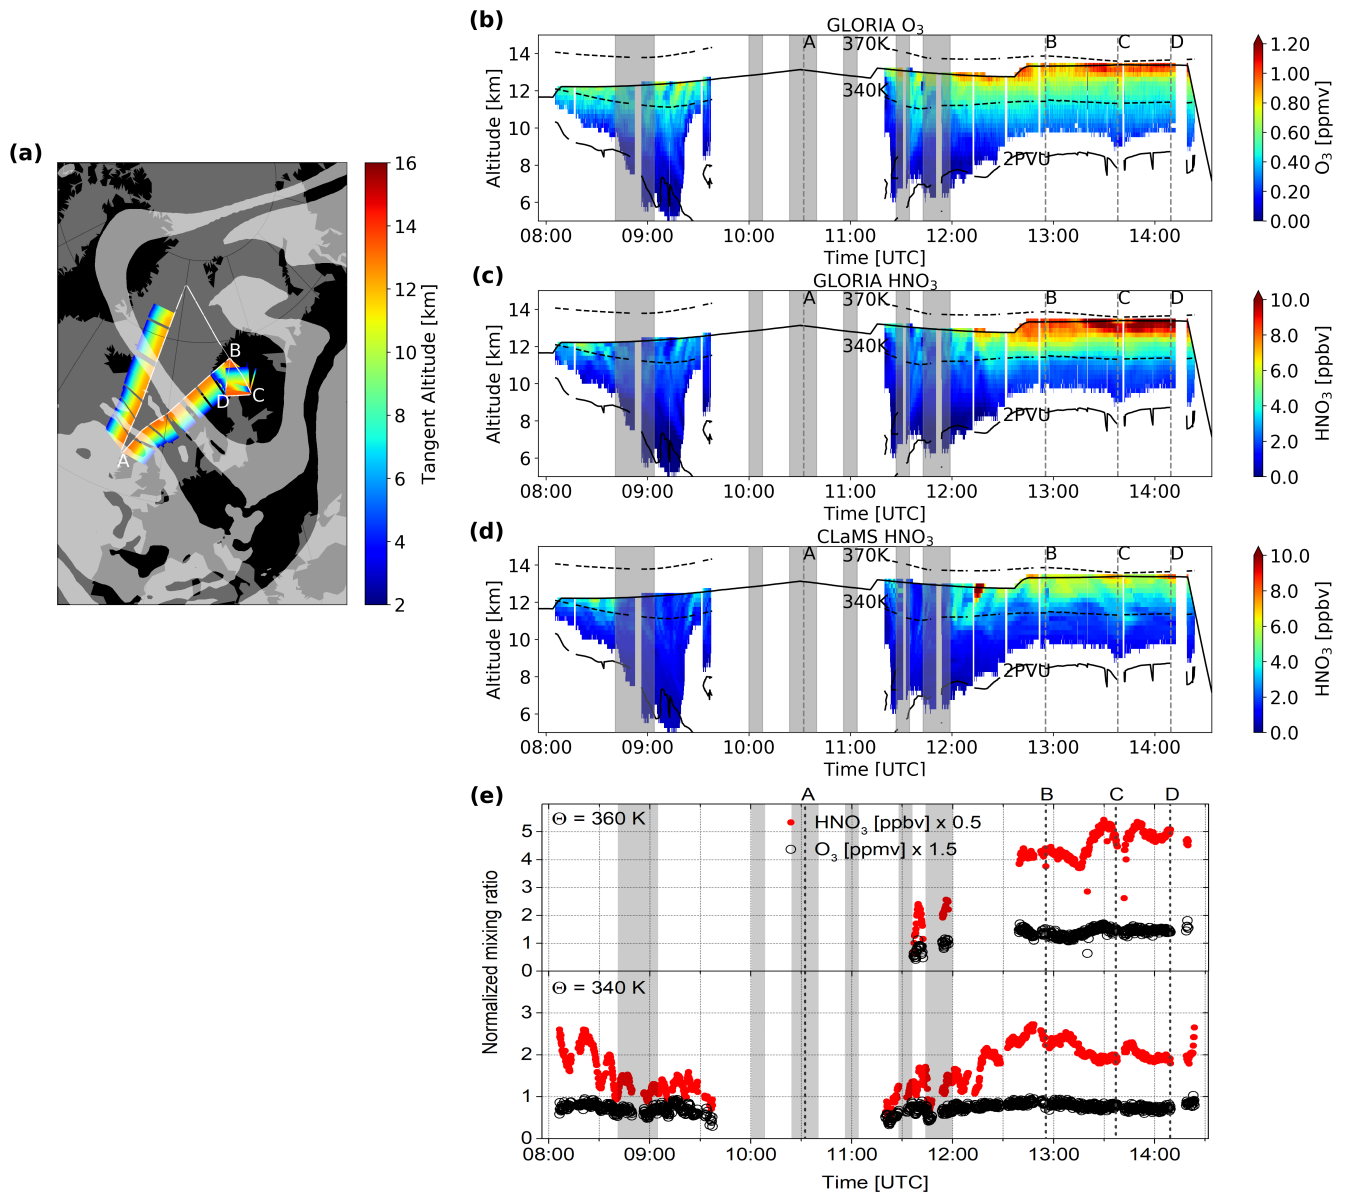 (a)
A
B
C
D
16
14
12
10
8
6
4
2
Tangent Altitude [km]
(b)
GLORIA O3
370K
340K
2PVU
A
B
C
D
14
12
10
8
6
Altitude [km]
08:00 09:00 10:00 11:00 12:00 13:00 14:00
Time [UTC]
1.20
1.00
0.80
0.60
0.40
0.20
0.00
O3 [ppmv]
(c)
GLORIA HNO3
370K
340K
2PVU
A
B
C
D
14
12
10
8
6
Altitude [km]
08:00 09:00 10:00 11:00 12:00 13:00 14:00
Time [UTC]
10.0
8.0
6.0
4.0
2.0
0.0
HNO3 [ppbv]
(d)
CLaMS HNO3
370K
340K
2PVU
A
B
C
D
14
12
10
8
6
Altitude [km]
08:00 09:00 10:00 11:00 12:00 13:00 14:00
Time [UTC]
10.0
8.0
6.0
4.0
2.0
0.0
HNO3 [ppbv]
(e)
A
B
C
D
Θ = 360 K
HNO3 [ppbv] x 0.5
O3 [ppmv] x 1.5
5
4
3
2
1
0
Θ = 340 K
3
2
1
0
Normalized mixing ratio
08:00 09:00 10:00 11:00 12:00 13:00 14:00
Time [UTC]